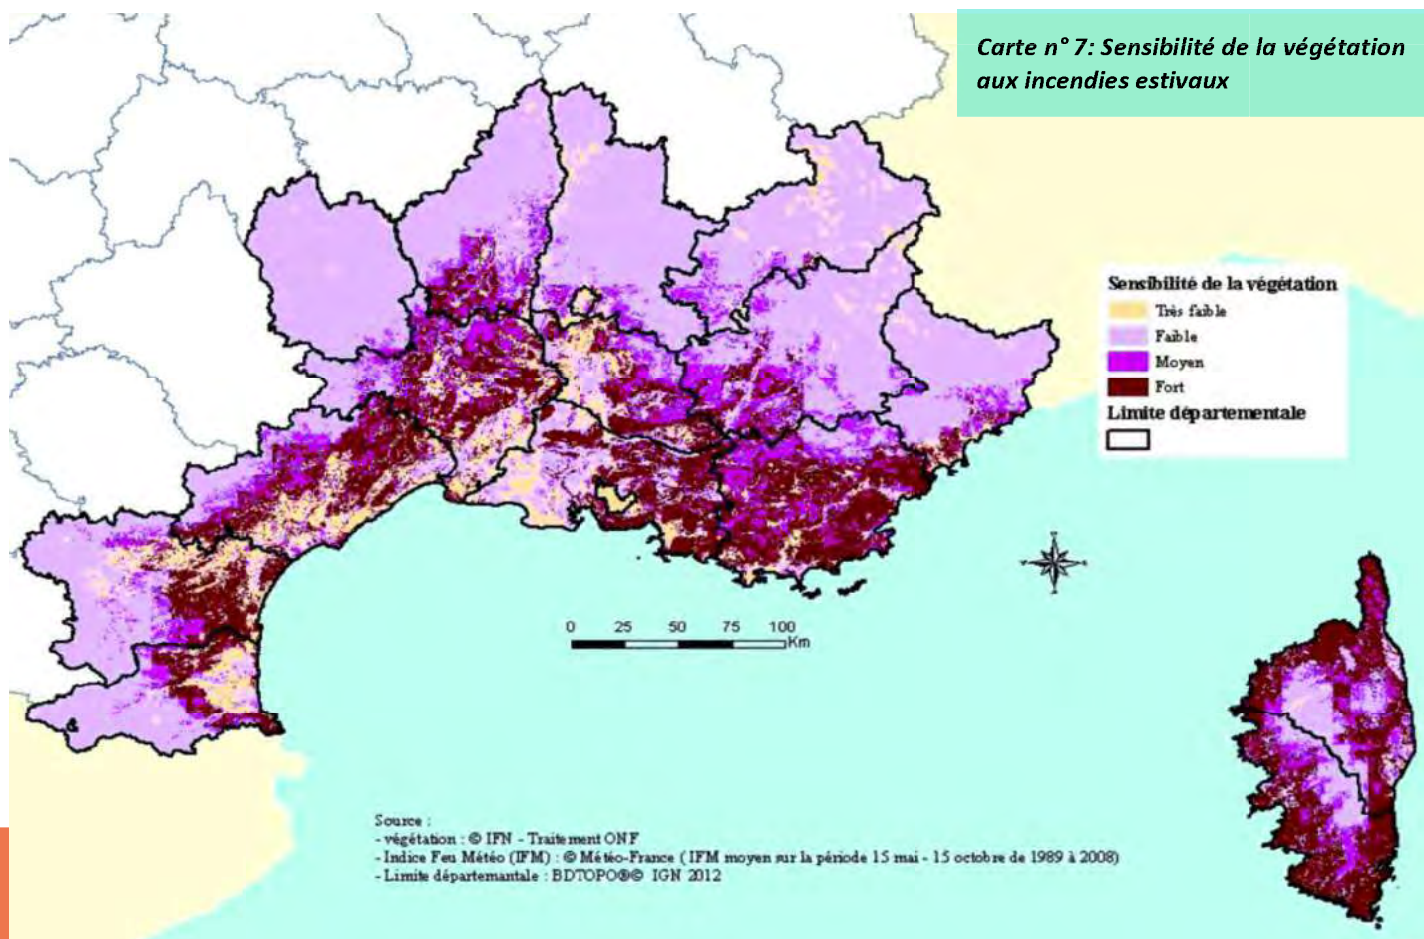 Carte n° 7: Sensibilité de la végétation
aux incendies estivaux
Sensibilité de la végétation
Très faible
Faible
Moyen
Fort
Limite départementale
0 25 50 75 100
Km
Source :
- végétation : © IFN - Traitement ONF
- Indice Feu Météo (IFM) : © Météo-France ( IFM moyen sur la période 15 mai - 15 octobre de 1989 à 2008)
- Limite départemantale : BDTOPO®© IGN 2012